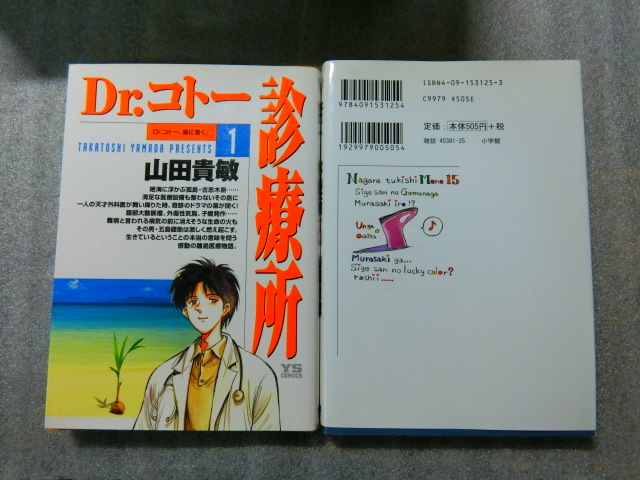 Dr.コトー
診療所
Dr.コトー、島に着く。
TAKATOSHI YAMADA PRESENTS
1
山田貴敏
絶海に浮かぶ孤島・古志木島……
満足な医療設備も整わないその島に
一人の天才外科医が舞い降りた時、奇跡のドラマの幕が開く!
腹部大動脈瘤、外傷性気胸、子癇発作……
難病と言われる病気の前に消えそうな生命の火も
その男・五島健助は激しく燃え起こす。
生きているということの本当の意味を問う
感動の離島医療物語。
YS
COMICS
9784091531254
1929979005054
ISBN4-09-153125-3
C9979 ¥505E
定価：本体505円+税
雑誌 45381-25 小学館
Nagare tukishi Memo 15
Siga san no Gomunaga
Murasaki iro!?
Unga
Ohkita
Murasaki ga...
Sige san no lucky color?
rashii......